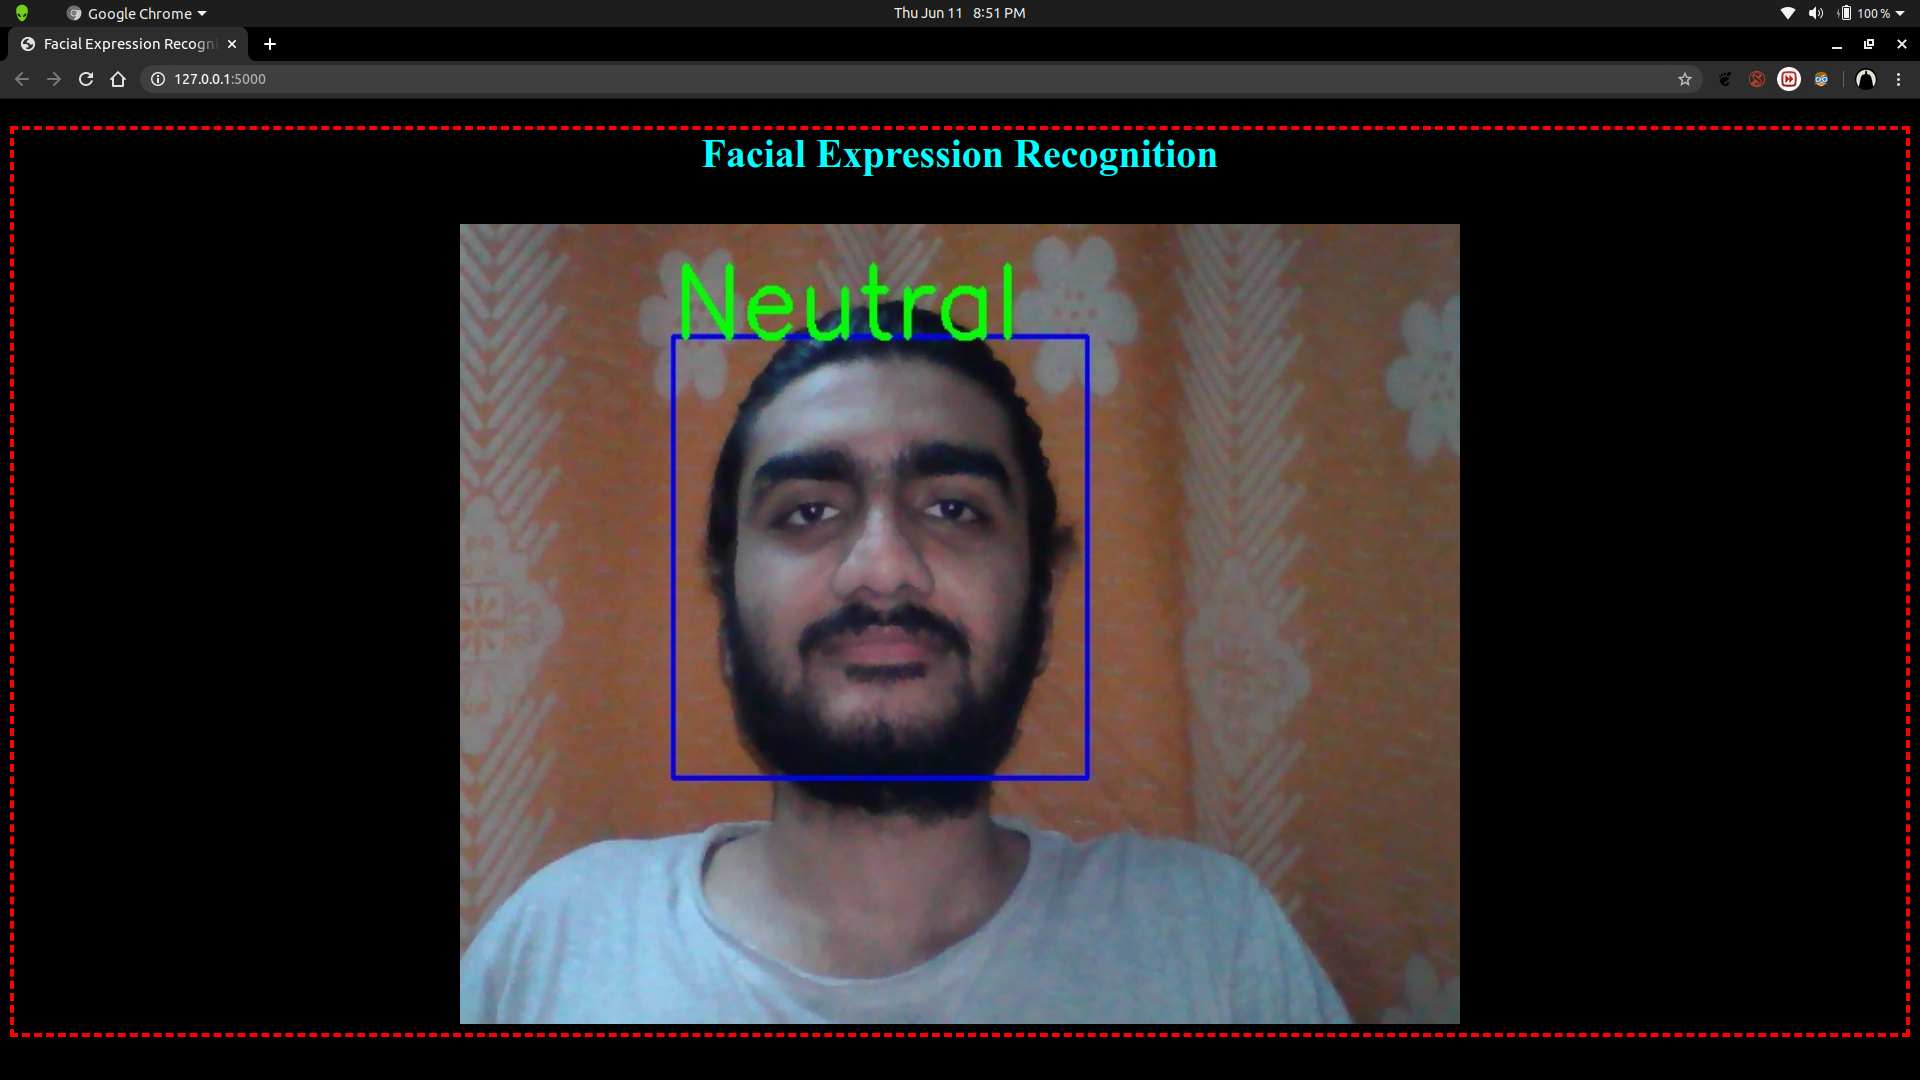 Google Chrome
Thu Jun 11 8:51 PM
100 %
Facial Expression Recogni
127.0.0.1:5000
Facial Expression Recognition
Neutral